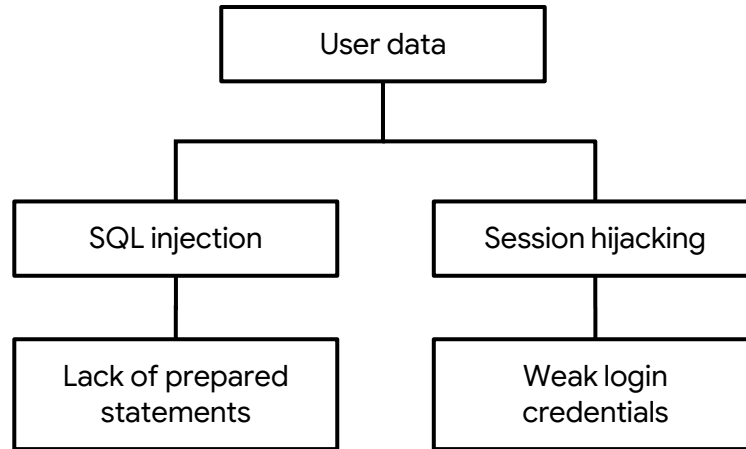 User data
SQL injection
Session hijacking
Lack of prepared
statements
Weak login
credentials